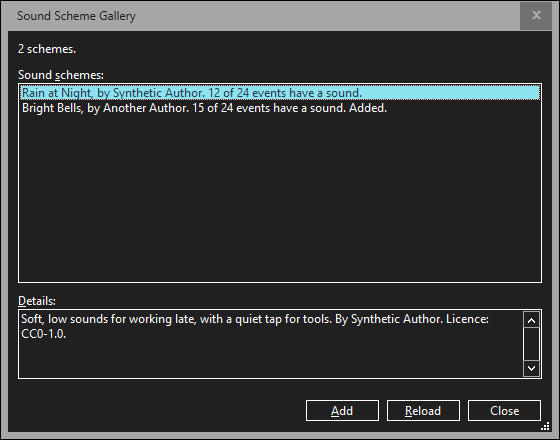 Sound Scheme Gallery
2 schemes.
Sound schemes:
Rain at Night, by Synthetic Author. 12 of 24 events have a sound.
Bright Bells, by Another Author. 15 of 24 events have a sound. Added.
Details:
Soft, low sounds for working late, with a quiet tap for tools. By Synthetic Author. Licence:
CC0-1.0.
Add Reload Close